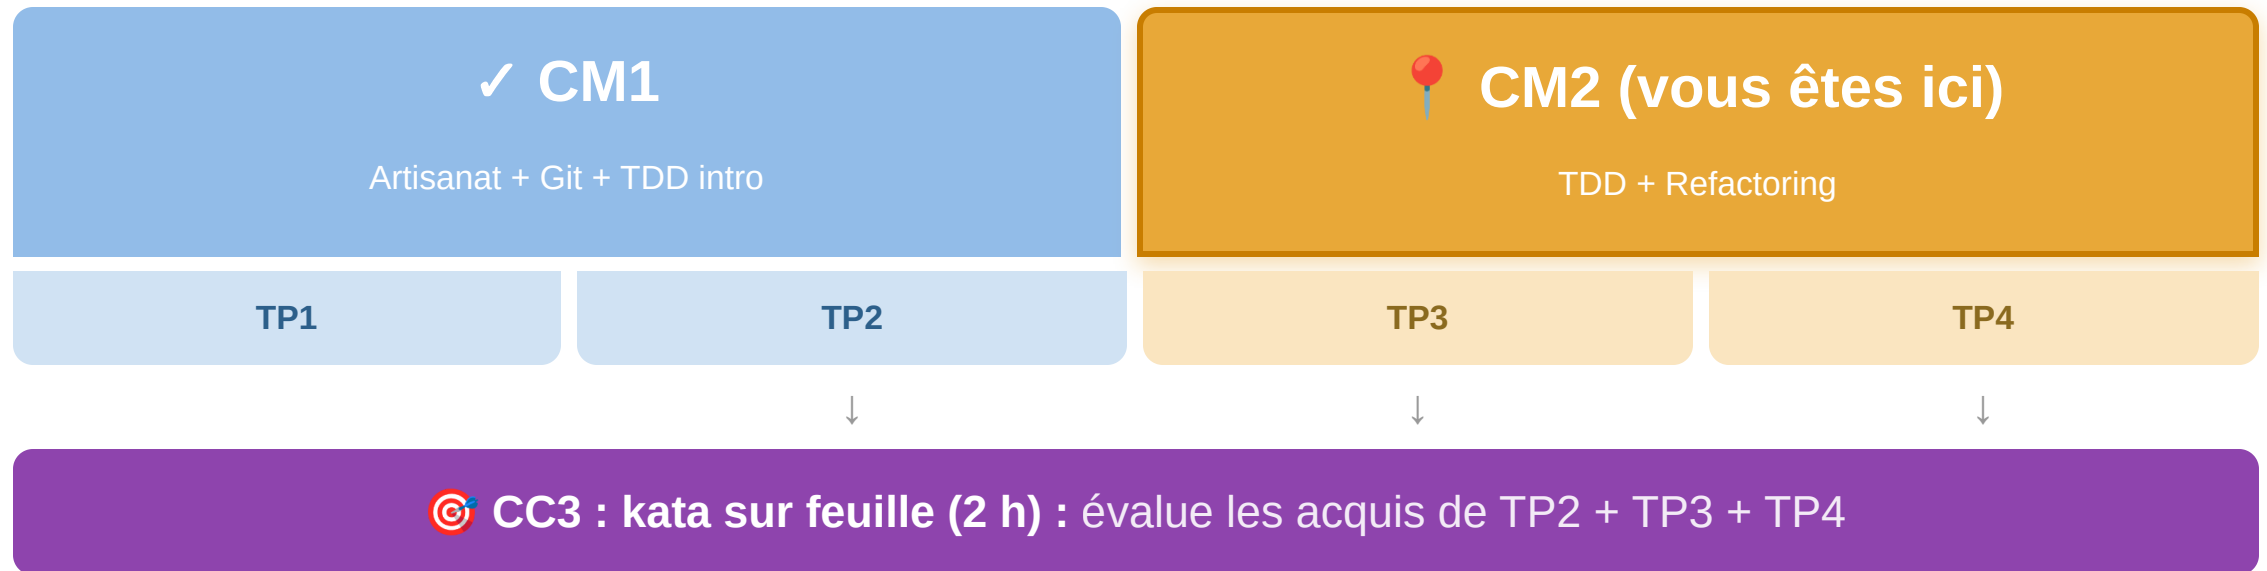 ✓ CM1
📍 CM2 (vous êtes ici)
Artisanat + Git + TDD intro
TDD + Refactoring
TP1
TP2
TP3
TP4
↓
↓
↓
🎯 CC3 : kata sur feuille (2 h) : évalue les acquis de TP2 + TP3 + TP4